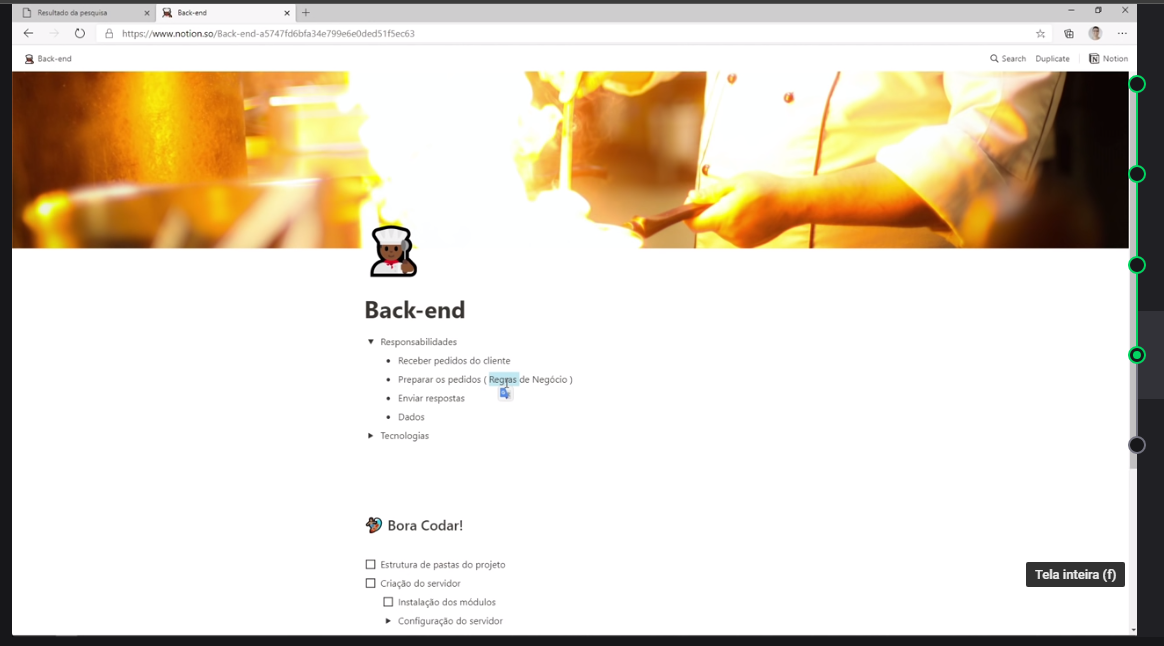 Resultado da pesquisa
Back-end
https://www.notion.so/Back-end-a5747fd6bfa34e799e6e0ded51f5ec63
Back-end
Search Duplicate Notion
Back-end
Responsabilidades
Receber pedidos do cliente
Preparar os pedidos ( Regras de Negócio )
Enviar respostas
Dados
Tecnologias
Bora Codar!
Estrutura de pastas do projeto
Criação do servidor
Tela inteira (f)
Instalação dos módulos
Configuração do servidor